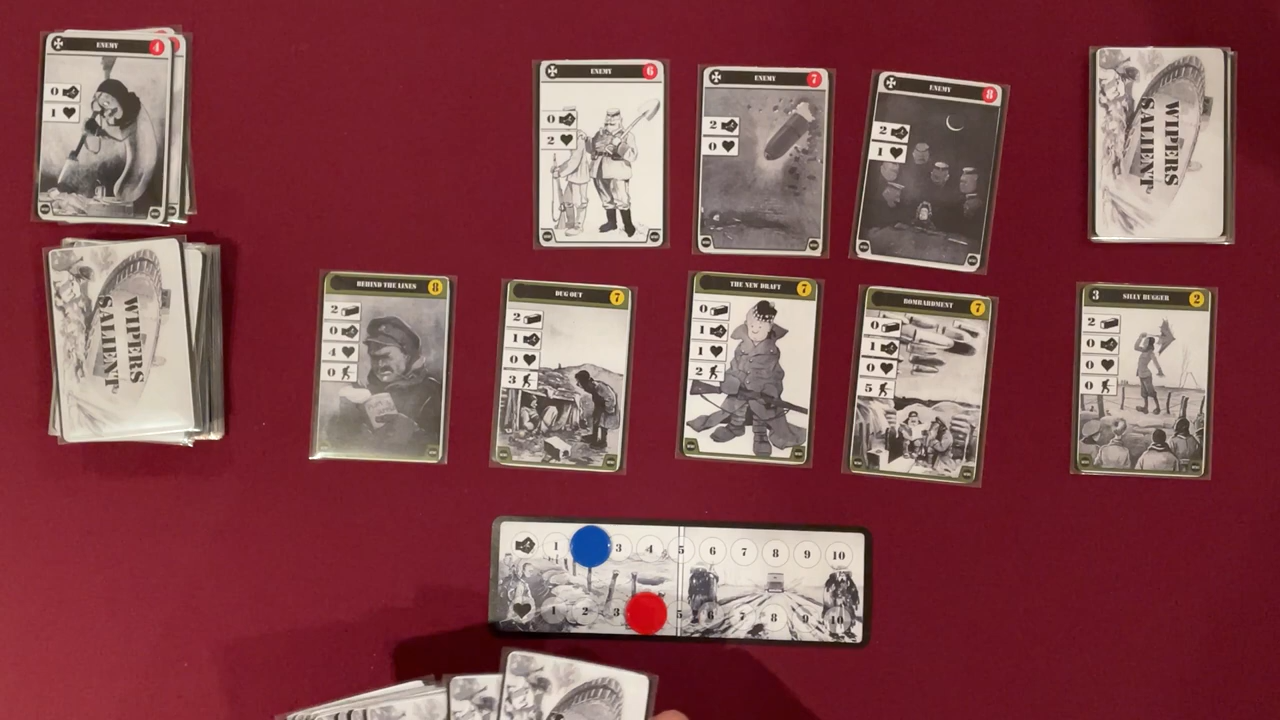 ENEMY 4
0
1
ENEMY 6
0
2
ENEMY 7
2
0
ENEMY 8
2
1
WIPERS
SALIENT
WIPERS
SALIENT
BEHIND THE LINES 8
2
0
4
0
DUG OUT 7
2
1
0
3
THE NEW DRAFT 7
0
1
1
2
BOMBARDMENT 7
0
1
0
5
3 SILLY BUGGER 2
2
0
0
0
1 3 4 5 6 7 8 9 10
1 2 3 5 6 7 8 9 10